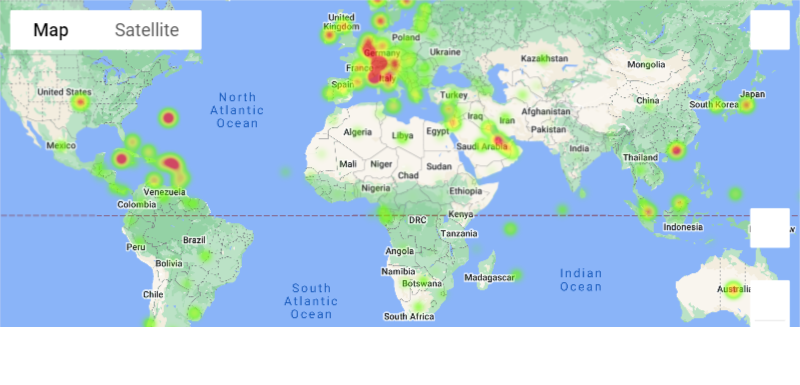 Map
Satellite
United
Kingdom
Poland
Germany
Ukraine
France
Italy
Spain
Kazakhstan
Mongolia
United States
North
Atlantic
Ocean
Turkey
China
South Korea
Japan
Mexico
Algeria
Libya
Egypt
Iraq
Iran
Afghanistan
Pakistan
Saudi Arabia
India
Mali
Niger
Chad
Sudan
Thailand
Venezuela
Colombia
Nigeria
Ethiopia
DRC
Kenya
Indonesia
Peru
Brazil
Tanzania
Bolivia
Angola
Namibia
Botswana
Madagascar
Indian
Ocean
Chile
South
Atlantic
Ocean
South Africa
Australia